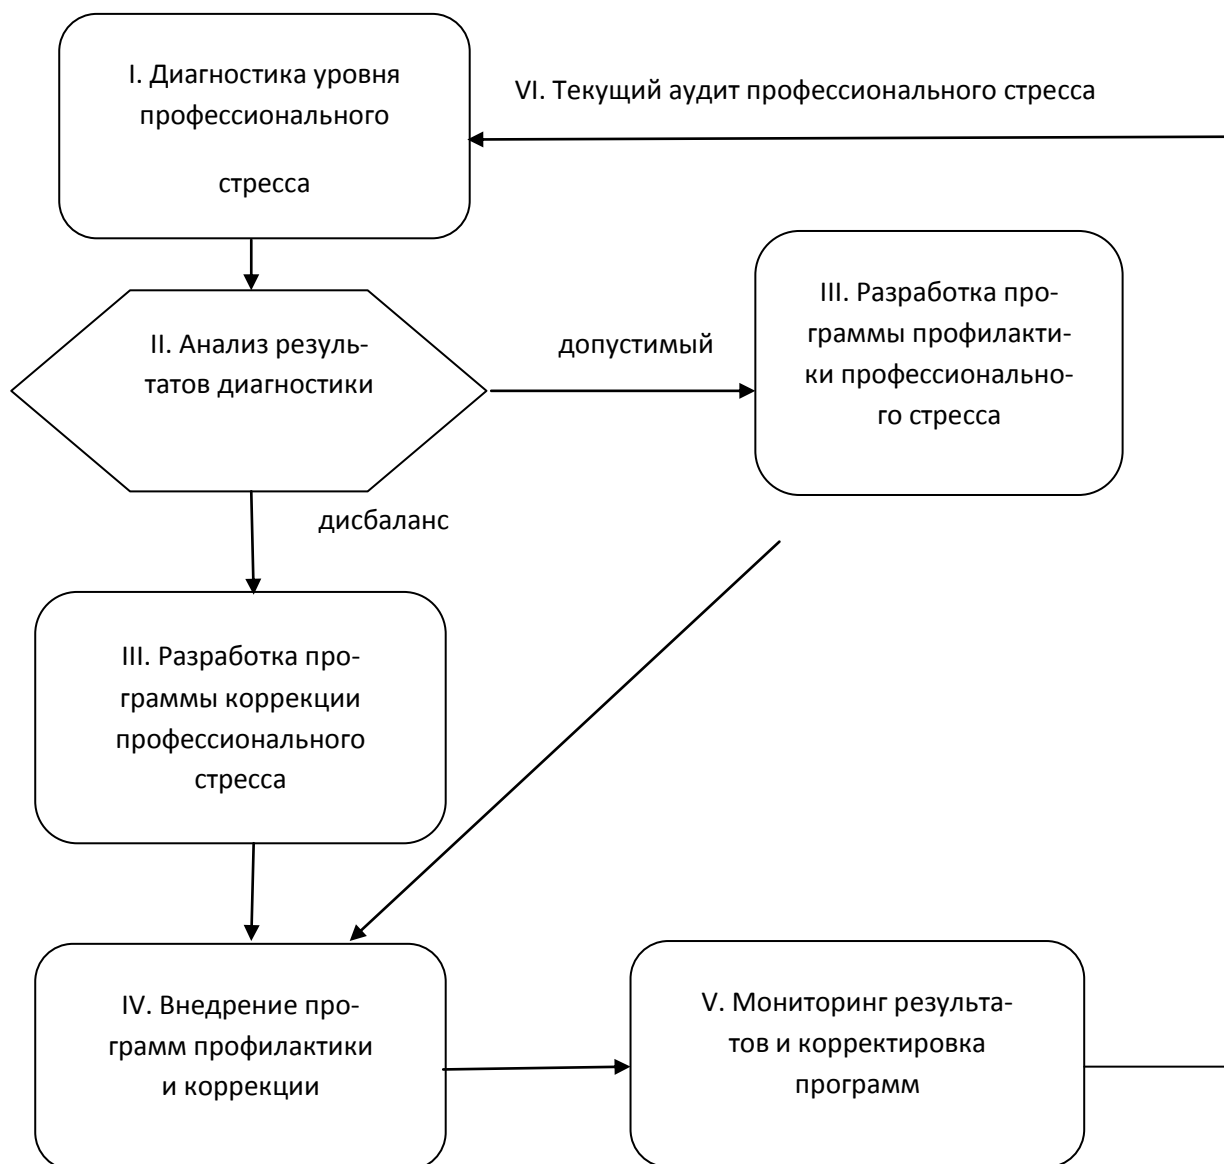 I. Диагностика уровня
профессионального
стресса
VI. Текущий аудит профессионального стресса
II. Анализ резуль-
татов диагностики
допустимый
III. Разработка про-
граммы профилакти-
ки профессионально-
го стресса
дисбаланс
III. Разработка про-
граммы коррекции
профессионального
стресса
IV. Внедрение про-
грамм профилактики
и коррекции
V. Мониторинг результа-
тов и корректировка
программ